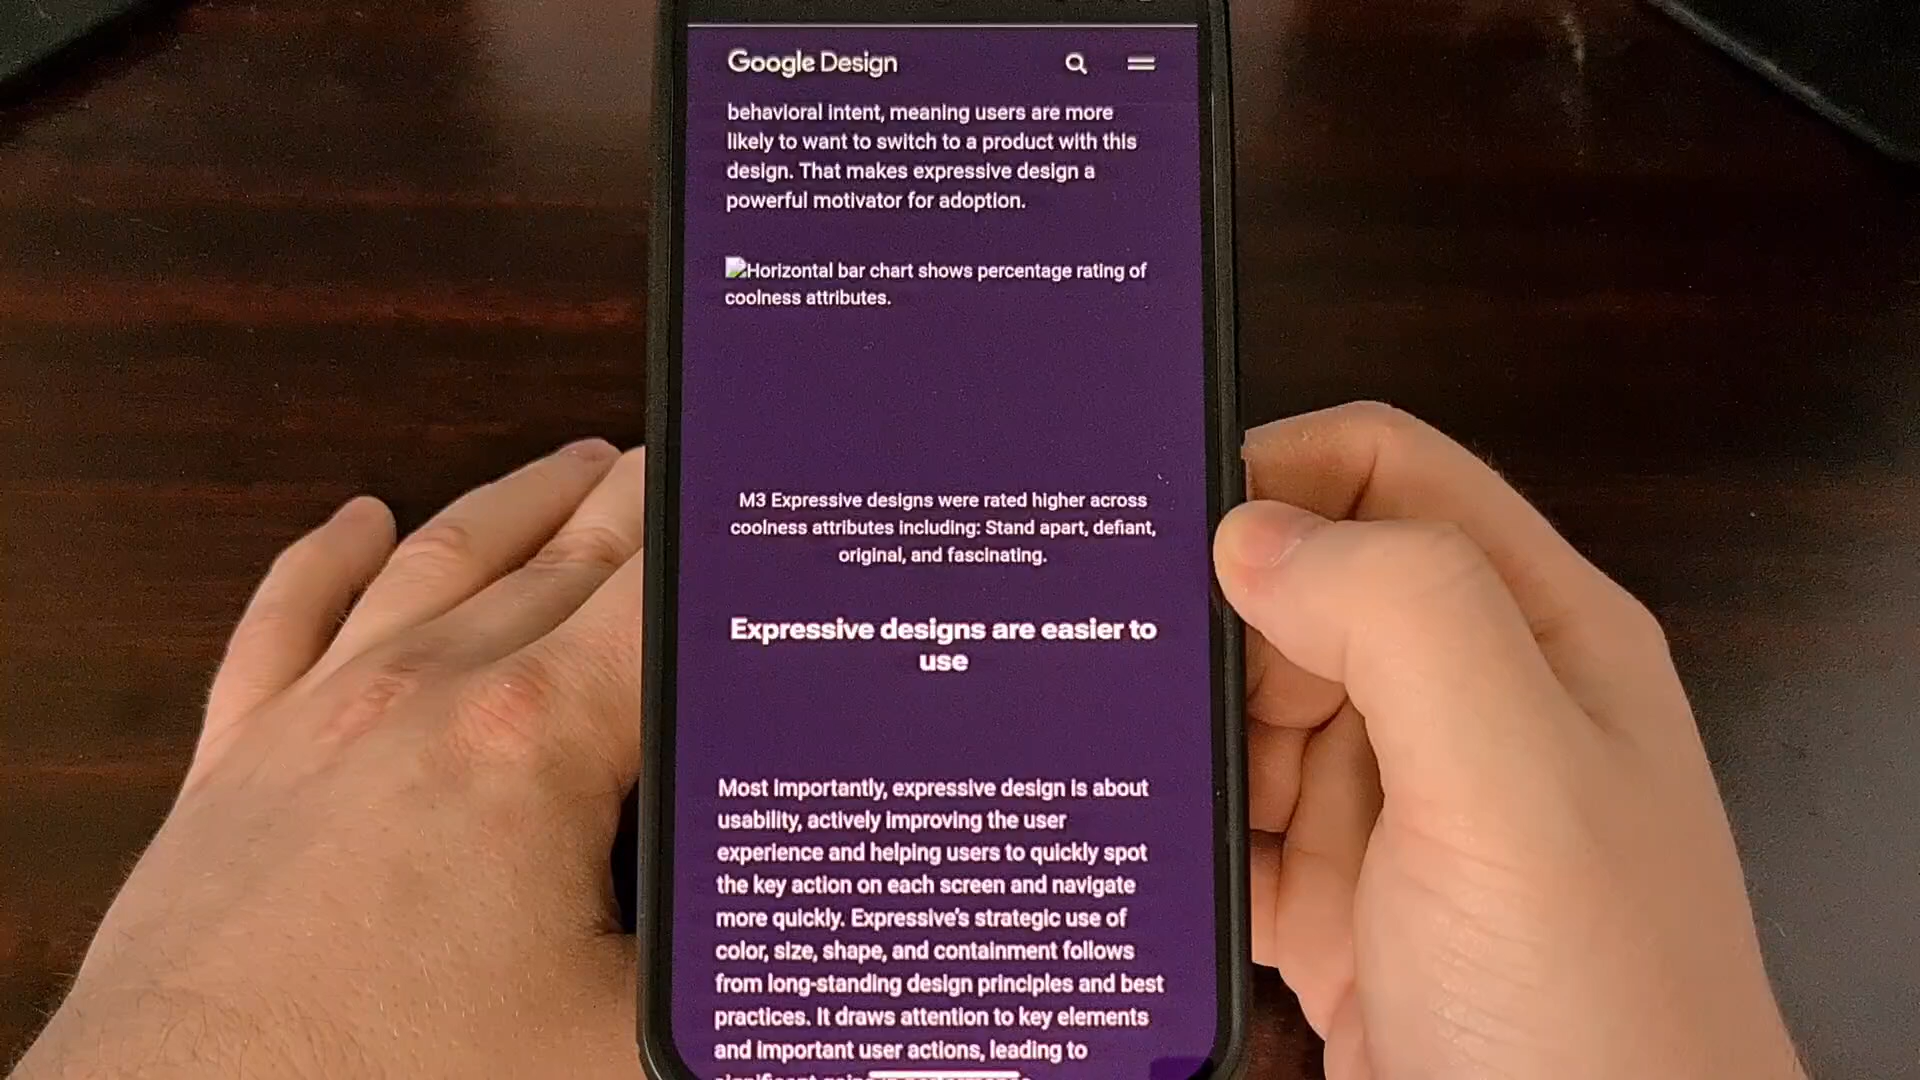 Google Design
behavioral intent, meaning users are more
likely to want to switch to a product with this
design. That makes expressive design a
powerful motivator for adoption.
Horizontal bar chart shows percentage rating of
coolness attributes.
M3 Expressive designs were rated higher across
coolness attributes including: Stand apart, defiant,
original, and fascinating.
Expressive designs are easier to
use
Most importantly, expressive design is about
usability, actively improving the user
experience and helping users to quickly spot
the key action on each screen and navigate
more quickly. Expressive's strategic use of
color, size, shape, and containment follows
from long-standing design principles and best
practices. It draws attention to key elements
and important user actions, leading to